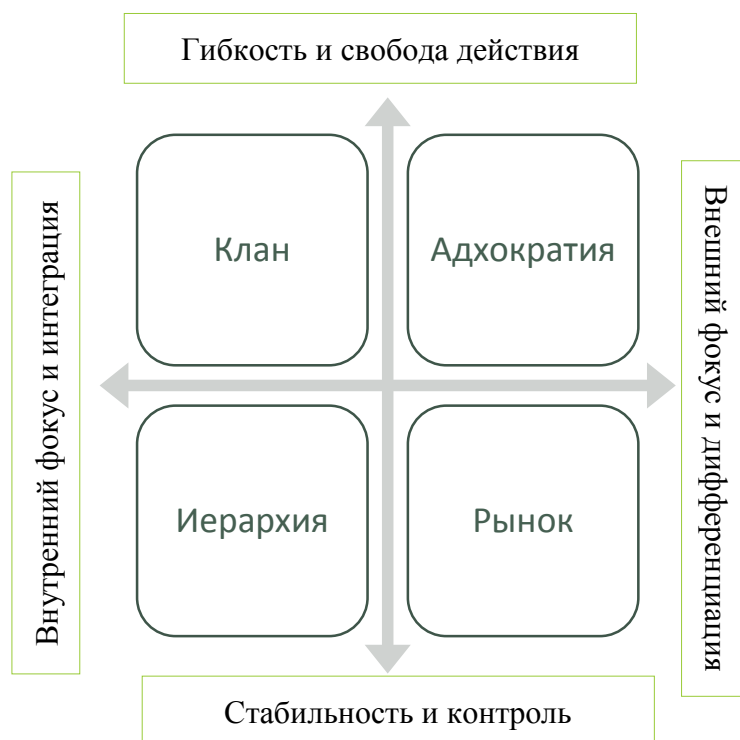 Гибкость и свобода действия
Внутренний фокус и интеграция
Клан
Адхократия
Внешний фокус и дифференциация
Иерархия
Рынок
Стабильность и контроль